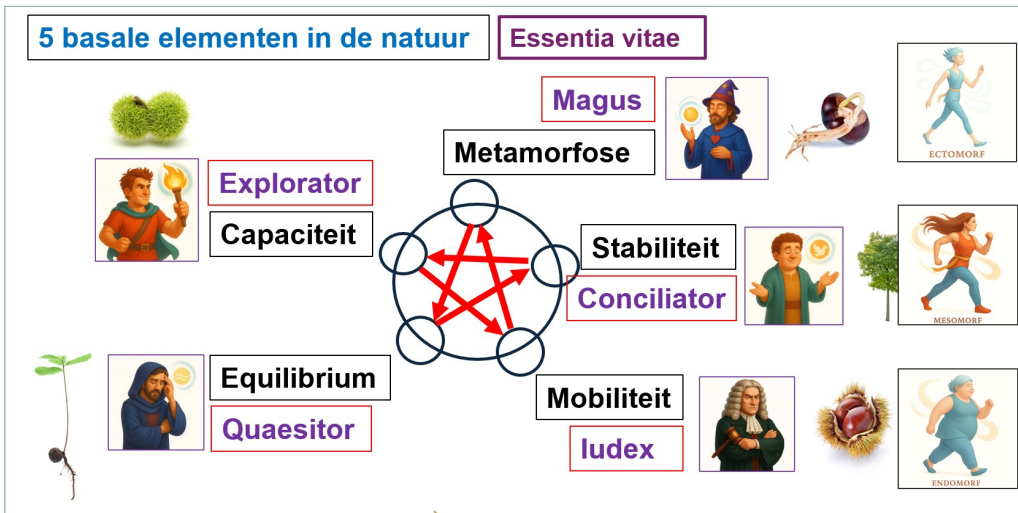 5 basale elementen in de natuur
Essentia vitae
Magus
Metamorfose
ECTOMORF
Explorator
Capaciteit
Stabiliteit
Conciliator
MESOMORF
Equilibrium
Quaesitor
Mobiliteit
Iudex
ENDOMORF